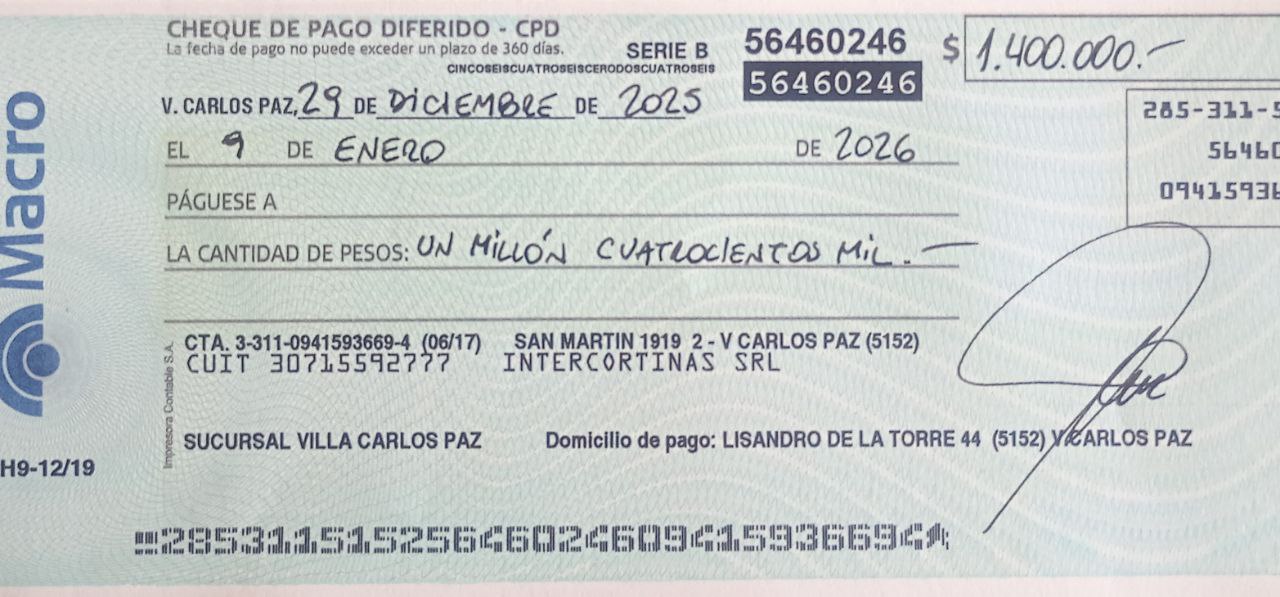 CHEQUE DE PAGO DIFERIDO - CPD
La fecha de pago no puede exceder un plazo de 360 días.
SERIE B
CINCOSEISCUATROSEISCERODOSCUATROSEIS
56460246
56460246
$ 1.400.000.-
285-311-5
56460
09415936
V. CARLOS PAZ, 29 DE DICIEMBRE DE 2025
EL 9 DE ENERO DE 2026
PÁGUESE A
LA CANTIDAD DE PESOS: UN MILLÓN CUATROCIENTOS MIL.-
CTA. 3-311-0941593669-4 (06/17) SAN MARTIN 1919 2 - V CARLOS PAZ (5152)
CUIT 30715592777 INTERCORTINAS SRL
SUCURSAL VILLA CARLOS PAZ Domicilio de pago: LISANDRO DE LA TORRE 44 (5152) V CARLOS PAZ
Impresora Contable S.A.
Macro
H9-12/19
28531151525646024609415936694